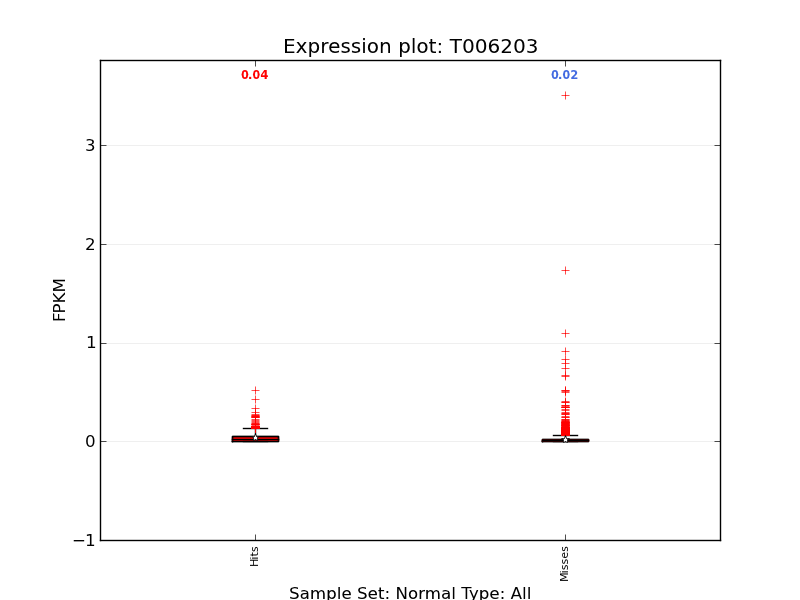 Expression plot: T006203
0.04
0.02
3
2
1
0
−1
FPKM
Hits
Misses
Sample Set: Normal Type: All